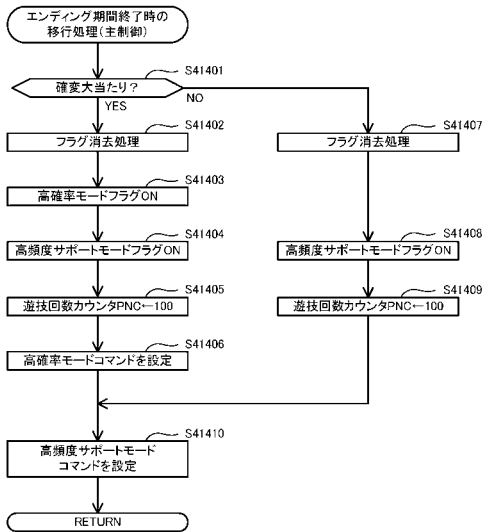 エンディング期間終了時の
移行処理(主制御)
S41401
確変大当たり?
YES
NO
S41402
フラグ消去処理
S41403
高確率モードフラグON
S41404
高頻度サポートモードフラグON
S41405
遊技回数カウンタPNC←100
S41406
高確率モードコマンドを設定
S41407
フラグ消去処理
S41408
高頻度サポートモードフラグON
S41409
遊技回数カウンタPNC←100
S41410
高頻度サポートモード
コマンドを設定
RETURN